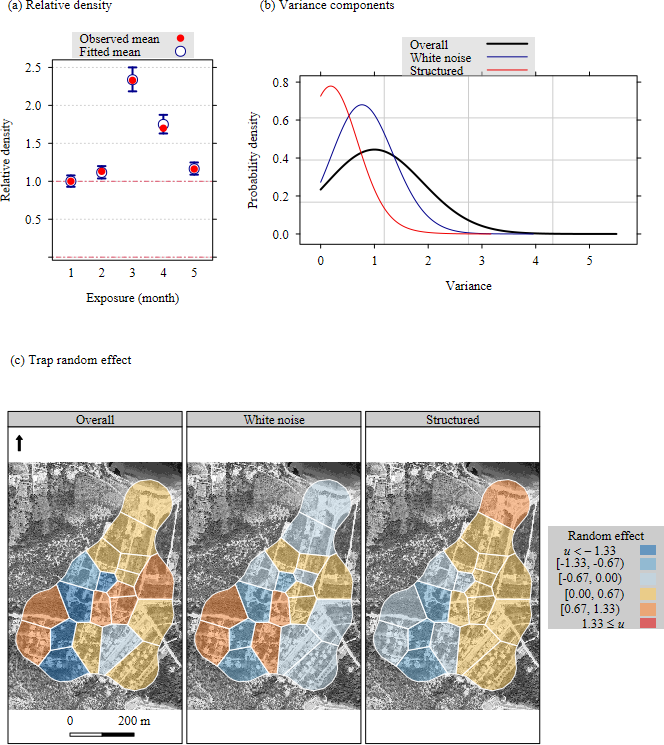 (a) Relative density
Observed mean
Fitted mean
2.5
2.0
1.5
1.0
0.5
Relative density
1 2 3 4 5
Exposure (month)
(b) Variance components
Overall
White noise
Structured
0.8
0.6
0.4
0.2
0.0
Probability density
0 1 2 3 4 5
Variance
(c) Trap random effect
Overall White noise Structured
0 200 m
Random effect
u < − 1.33
[-1.33, -0.67)
[-0.67, 0.00)
[0.00, 0.67)
[0.67, 1.33)
1.33 ≤ u